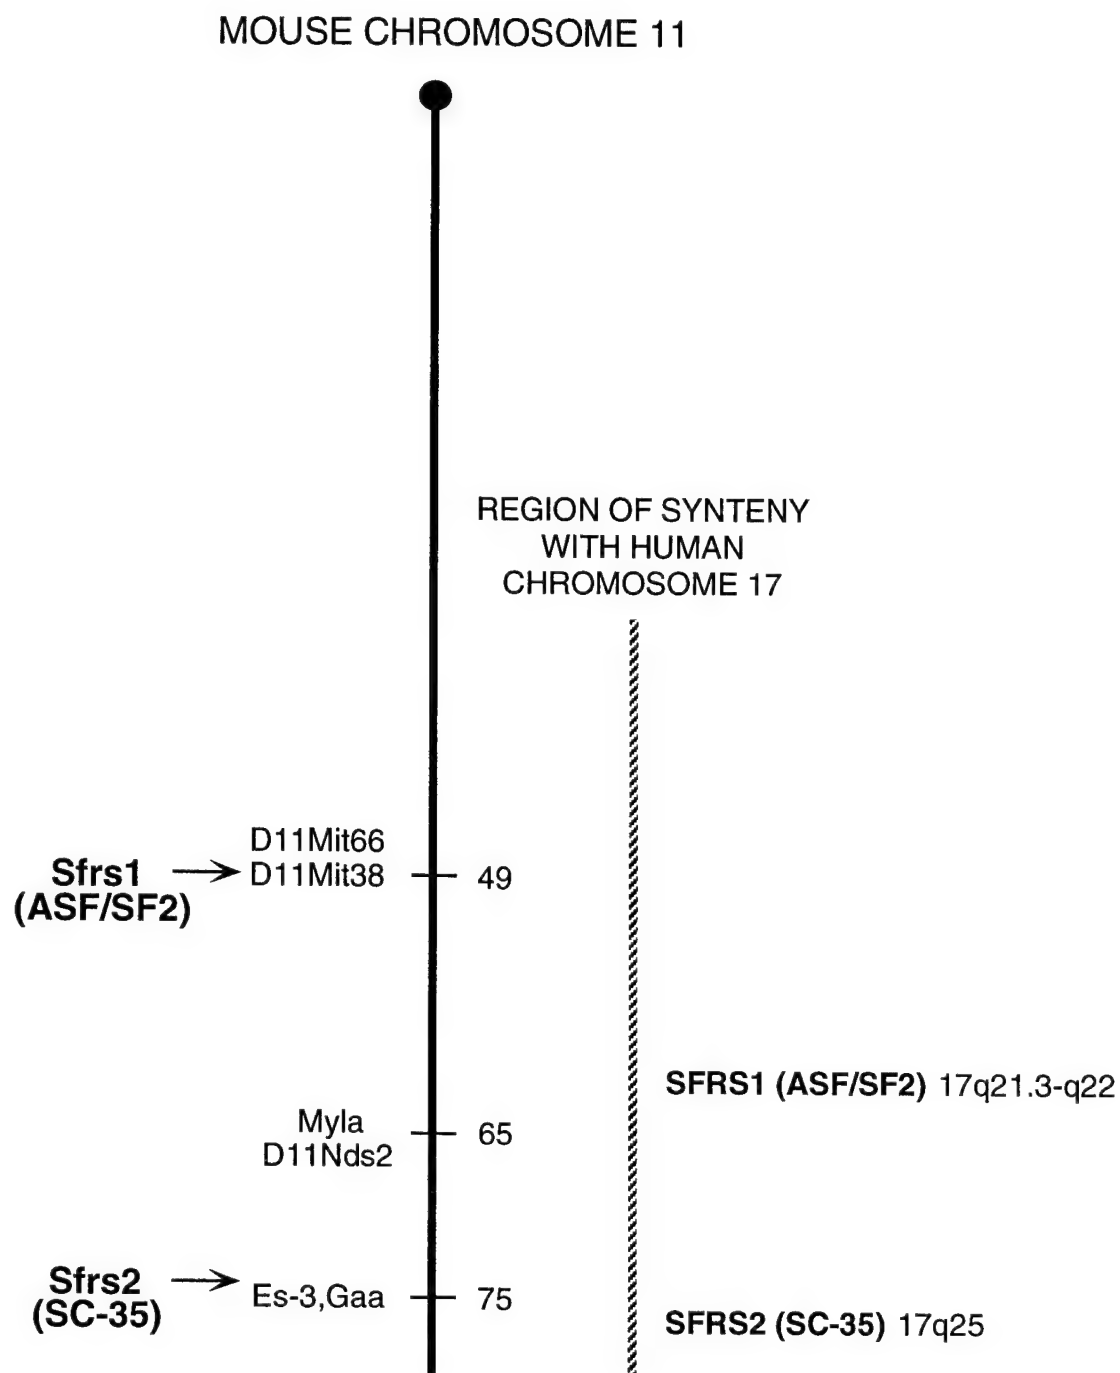 MOUSE CHROMOSOME 11
REGION OF SYNTENY
WITH HUMAN
CHROMOSOME 17
D11Mit66
Sfrs1
D11Mit38
49
(ASF/SF2)
SFRS1 (ASF/SF2) 17q21.3-q22
Myla
65
D11Nds2
Sfrs2
(SC-35)
Es-3,Gaa
75
SFRS2 (SC-35) 17q25